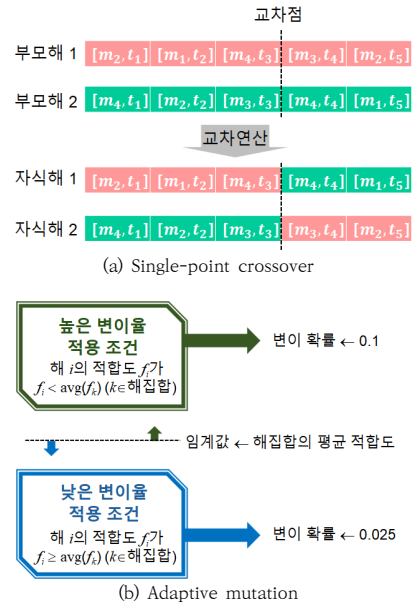 교차점
부모해 1 [m₂,t₁] [m₁,t₂] [m₄,t₃] [m₃,t₄] [m₂,t₅]
부모해 2 [m₄,t₁] [m₂,t₂] [m₃,t₃] [m₄,t₄] [m₁,t₅]
교차연산
자식해 1 [m₂,t₁] [m₁,t₂] [m₄,t₃] [m₄,t₄] [m₁,t₅]
자식해 2 [m₄,t₁] [m₂,t₂] [m₃,t₃] [m₃,t₄] [m₂,t₅]
(a) Single-point crossover
높은 변이율
적용 조건
해 i의 적합도 fᵢ가
fᵢ < avg(fₖ) (k∈해집합)
변이 확률 ← 0.1
임계값 ← 해집합의 평균 적합도
낮은 변이율
적용 조건
해 i의 적합도 fᵢ가
fᵢ ≥ avg(fₖ) (k∈해집합)
변이 확률 ← 0.025
(b) Adaptive mutation